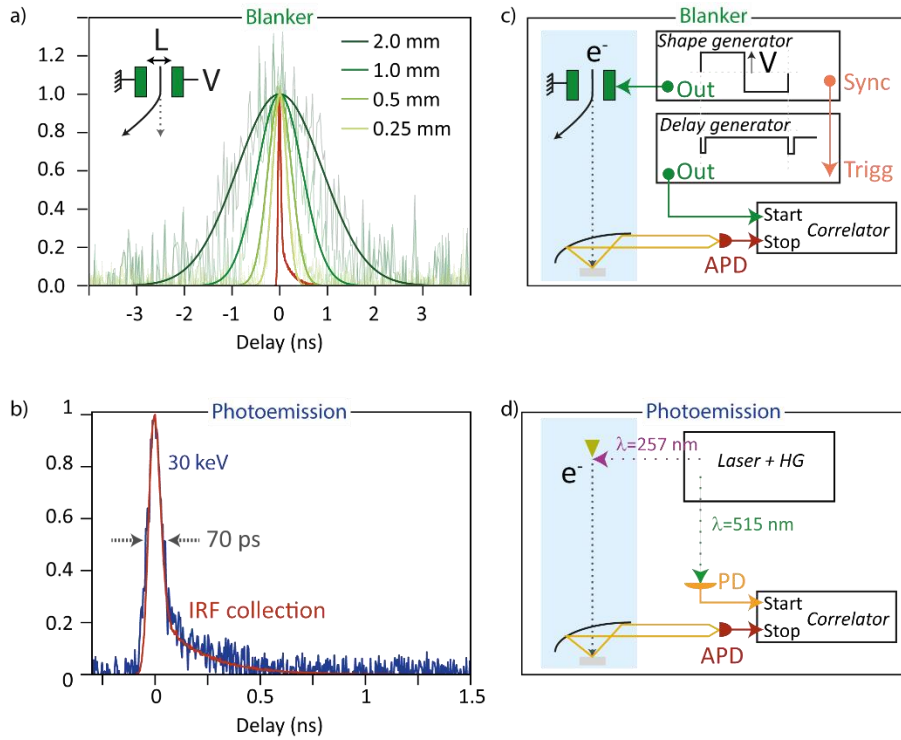 a)
Blanker
L
V
2.0 mm
1.0 mm
0.5 mm
0.25 mm
1.2
1.0
0.8
0.6
0.4
0.2
0.0
-3 -2 -1 0 1 2 3
Delay (ns)
c)
Blanker
e-
Shape generator
V
Out
Sync
Delay generator
Out
Trigg
Start
Stop
Correlator
APD
b)
Photoemission
1
0.8
0.6
0.4
0.2
0
30 keV
70 ps
IRF collection
0 0.5 1 1.5
Delay (ns)
d)
Photoemission
λ=257 nm
e-
Laser + HG
λ=515 nm
PD
Start
Stop
Correlator
APD